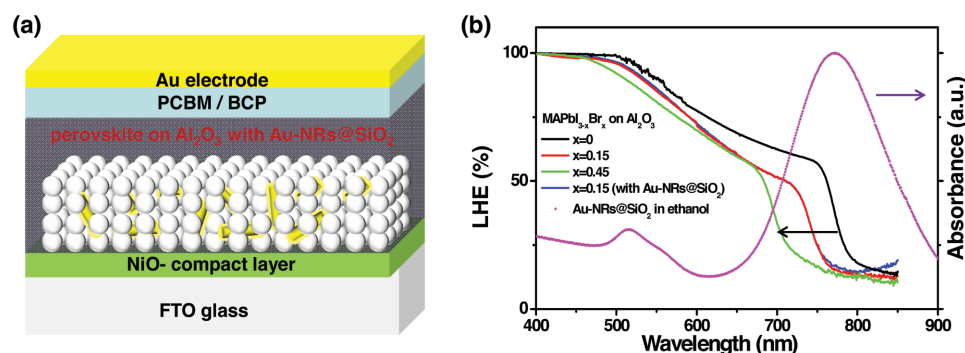 (a)
Au electrode
PCBM / BCP
perovskite on Al₂O₃ with Au-NRs@SiO₂
NiO- compact layer
FTO glass
(b)
100
50
0
LHE (%)
MAPbI₃₋ₓBrₓ on Al₂O₃
x=0
x=0.15
x=0.45
x=0.15 (with Au-NRs@SiO₂)
Au-NRs@SiO₂ in ethanol
400 500 600 700 800 900
Wavelength (nm)
Absorbance (a.u.)